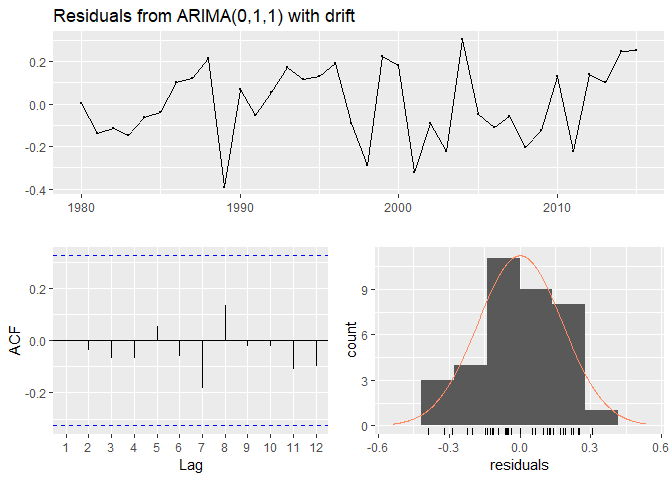 Residuals from ARIMA(0,1,1) with drift
0.2
0.0
-0.2
-0.4
1980 1990 2000 2010
ACF
0.2
0.0
-0.2
1 2 3 4 5 6 7 8 9 10 11 12
Lag
count
9
6
3
0
-0.6 -0.3 0.0 0.3 0.6
residuals